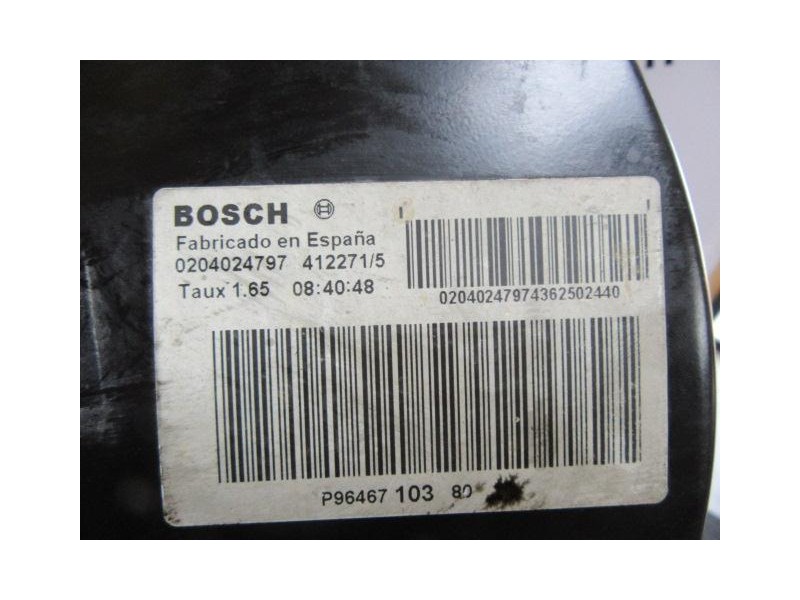 BOSCH
Fabricado en España
0204024797 412271/5
Taux 1.65 08:40:48
02040247974362502440
P96467 103 80